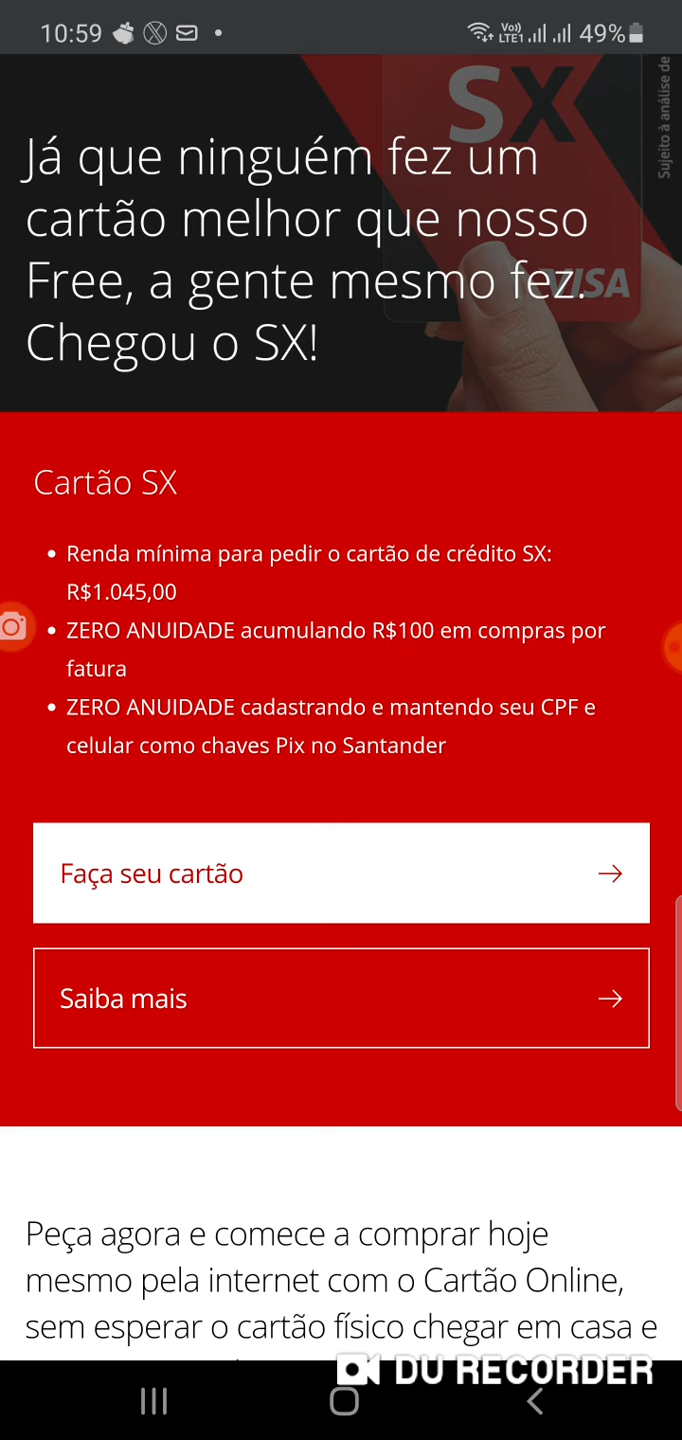 10:59
Vo))
LTE1
49%
SX
Sujeito à análise de
Já que ninguém fez um
cartão melhor que nosso
Free, a gente mesmo fez.
VISA
Chegou o SX!
Cartão SX
• Renda mínima para pedir o cartão de crédito SX:
R$1.045,00
• ZERO ANUIDADE acumulando R$100 em compras por
fatura
• ZERO ANUIDADE cadastrando e mantendo seu CPF e
celular como chaves Pix no Santander
Faça seu cartão
Saiba mais
Peça agora e comece a comprar hoje
mesmo pela internet com o Cartão Online,
sem esperar o cartão físico chegar em casa e
DU RECORDER